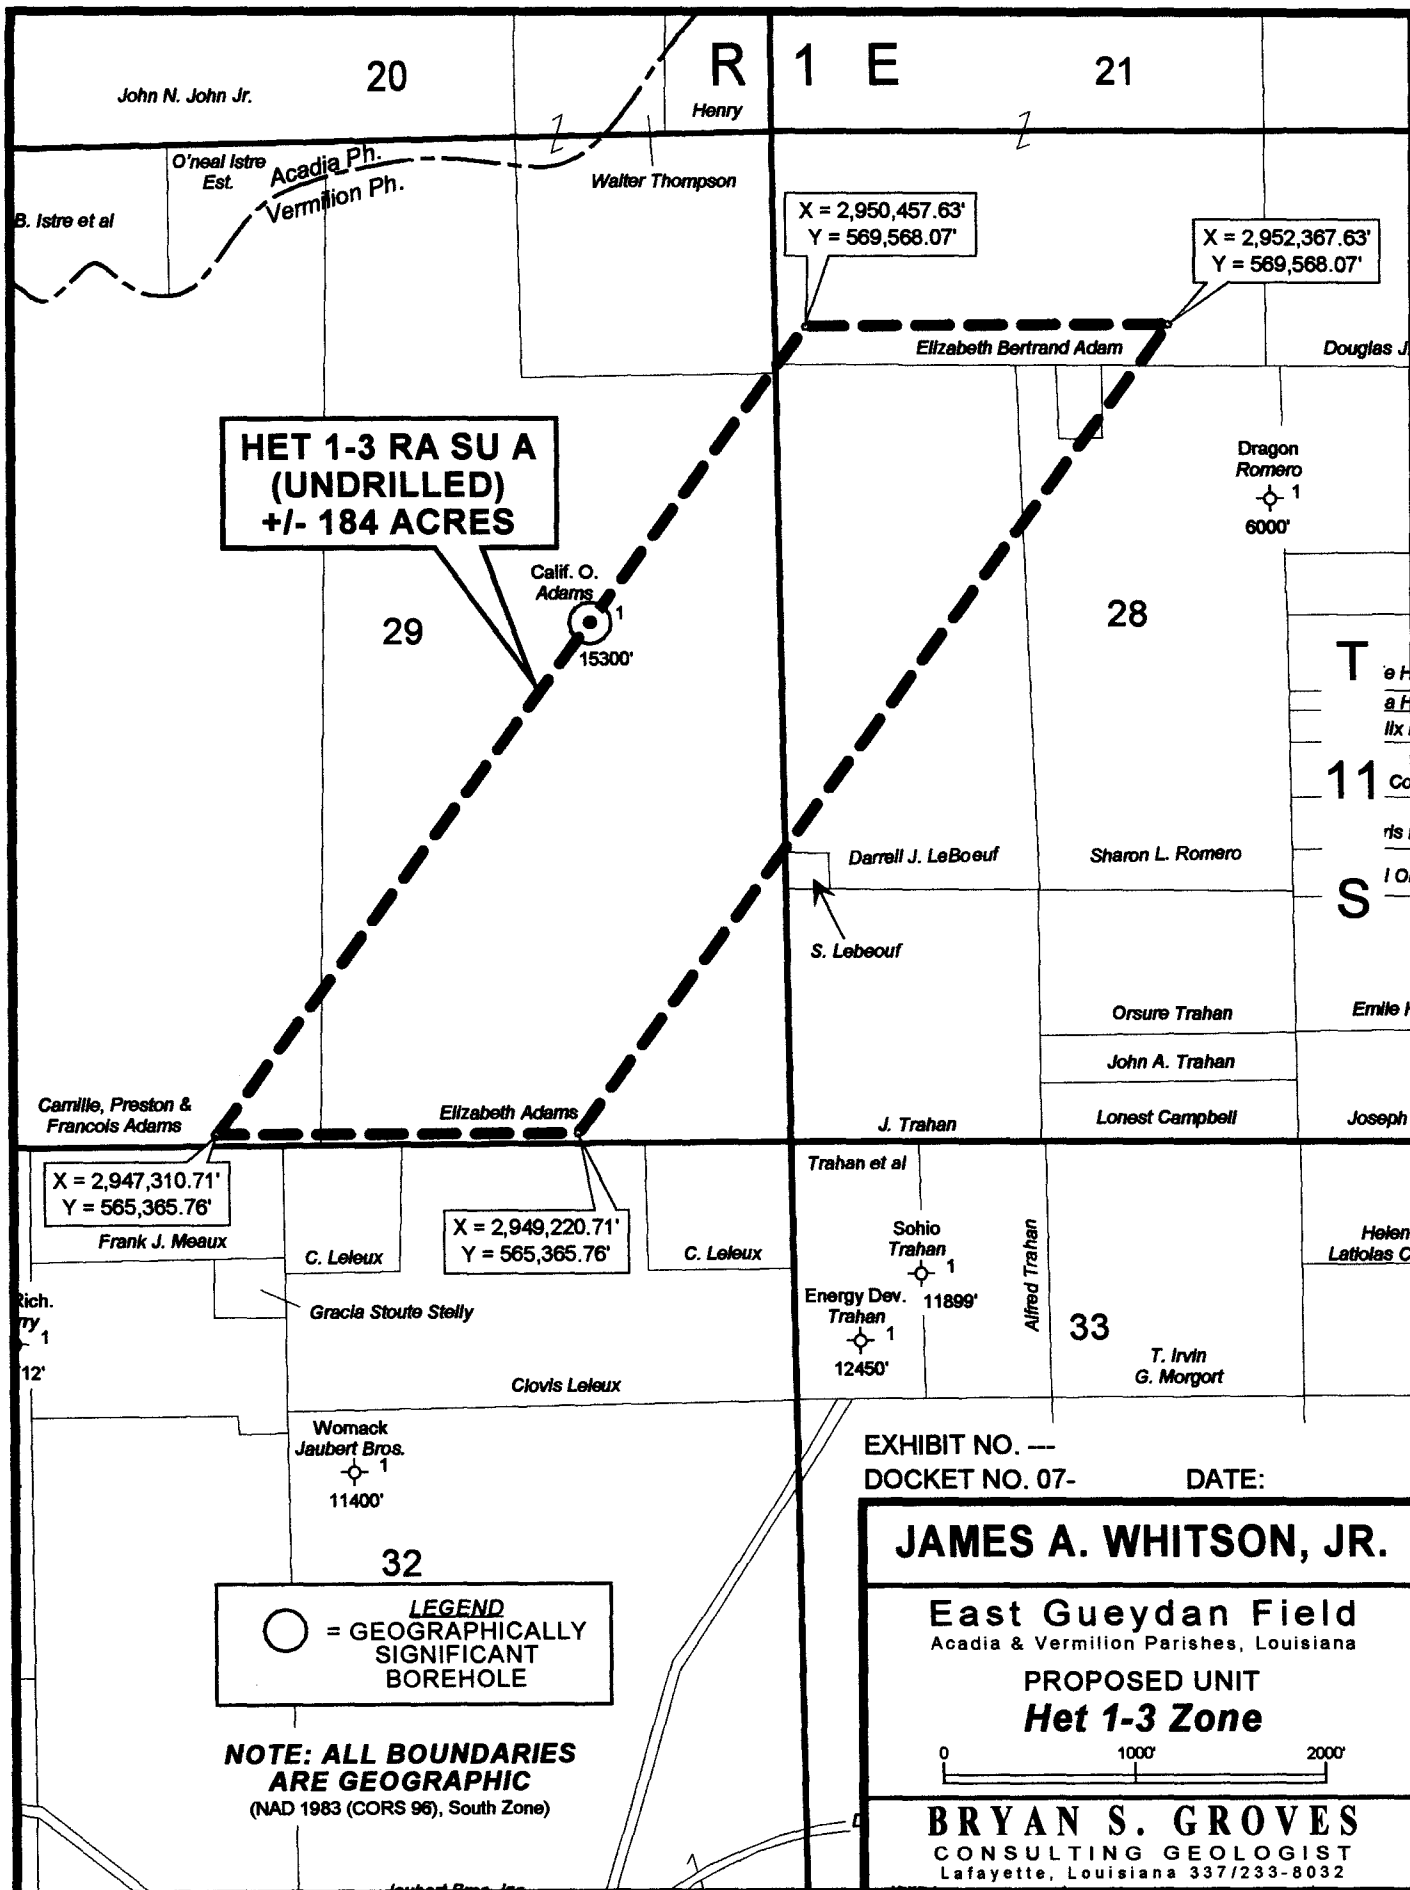 20
R 1 E
21
John N. John Jr.
Henry
O'neal Istre
Est.
Acadia Ph.
Vermilion Ph.
Walter Thompson
B. Istre et al
X = 2,950,457.63'
Y = 569,568.07'
X = 2,952,367.63'
Y = 569,568.07'
Elizabeth Bertrand Adam
Douglas J.
HET 1-3 RA SU A
(UNDRILLED)
+/- 184 ACRES
Dragon
Romero
1
6000'
Calif. O.
Adams
1
15300'
29
28
T
11
S
Darrell J. LeBoeuf
Sharon L. Romero
S. Lebeouf
Orsure Trahan
Emile
John A. Trahan
Camille, Preston &
Francois Adams
Elizabeth Adams
J. Trahan
Lonest Campbell
Joseph
X = 2,947,310.71'
Y = 565,365.76'
Trahan et al
X = 2,949,220.71'
Y = 565,365.76'
Frank J. Meaux
C. Leleux
C. Leleux
Sohio
Trahan
1
11899'
Alfred Trahan
Helen
Latiolas C
Gracia Stoute Stelly
Energy Dev.
Trahan
1
12450'
33
Rich.
rry
1
12'
T. Irvin
G. Morgort
Clovis Leleux
Womack
Jaubert Bros.
1
11400'
EXHIBIT NO. ---
DOCKET NO. 07- DATE:
32
LEGEND
= GEOGRAPHICALLY
SIGNIFICANT
BOREHOLE
NOTE: ALL BOUNDARIES
ARE GEOGRAPHIC
(NAD 1983 (CORS 96), South Zone)
JAMES A. WHITSON, JR.
East Gueydan Field
Acadia & Vermilion Parishes, Louisiana
PROPOSED UNIT
Het 1-3 Zone
0 1000' 2000'
BRYAN S. GROVES
CONSULTING GEOLOGIST
Lafayette, Louisiana 337/233-8032